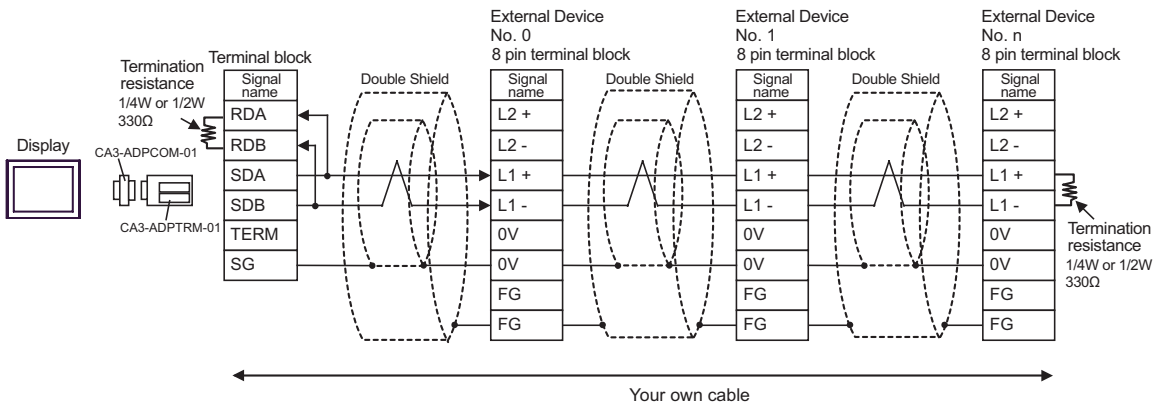 Display
CA3-ADPCOM-01
CA3-ADPTRM-01
Termination
resistance
1/4W or 1/2W
330Ω
Terminal block
Signal
name
RDA
RDB
SDA
SDB
TERM
SG
Double Shield
External Device
No. 0
8 pin terminal block
Signal
name
L2 +
L2 -
L1 +
L1 -
0V
0V
FG
FG
Double Shield
External Device
No. 1
8 pin terminal block
Signal
name
L2 +
L2 -
L1 +
L1 -
0V
0V
FG
FG
Double Shield
External Device
No. n
8 pin terminal block
Signal
name
L2 +
L2 -
L1 +
L1 -
0V
0V
FG
FG
Termination
resistance
1/4W or 1/2W
330Ω
Your own cable